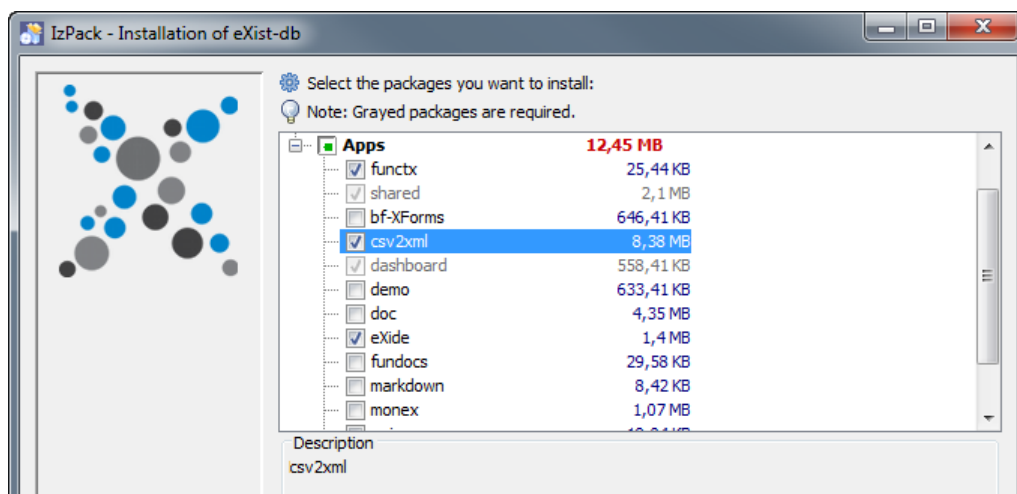 IzPack - Installation of eXist-db
Select the packages you want to install:
Note: Grayed packages are required.
Apps 12,45 MB
functx 25,44 KB
shared 2,1 MB
bf-XForms 646,41 KB
csv2xml 8,38 MB
dashboard 558,41 KB
demo 633,41 KB
doc 4,35 MB
eXide 1,4 MB
fundocs 29,58 KB
markdown 8,42 KB
monex 1,07 MB
Description
csv2xml